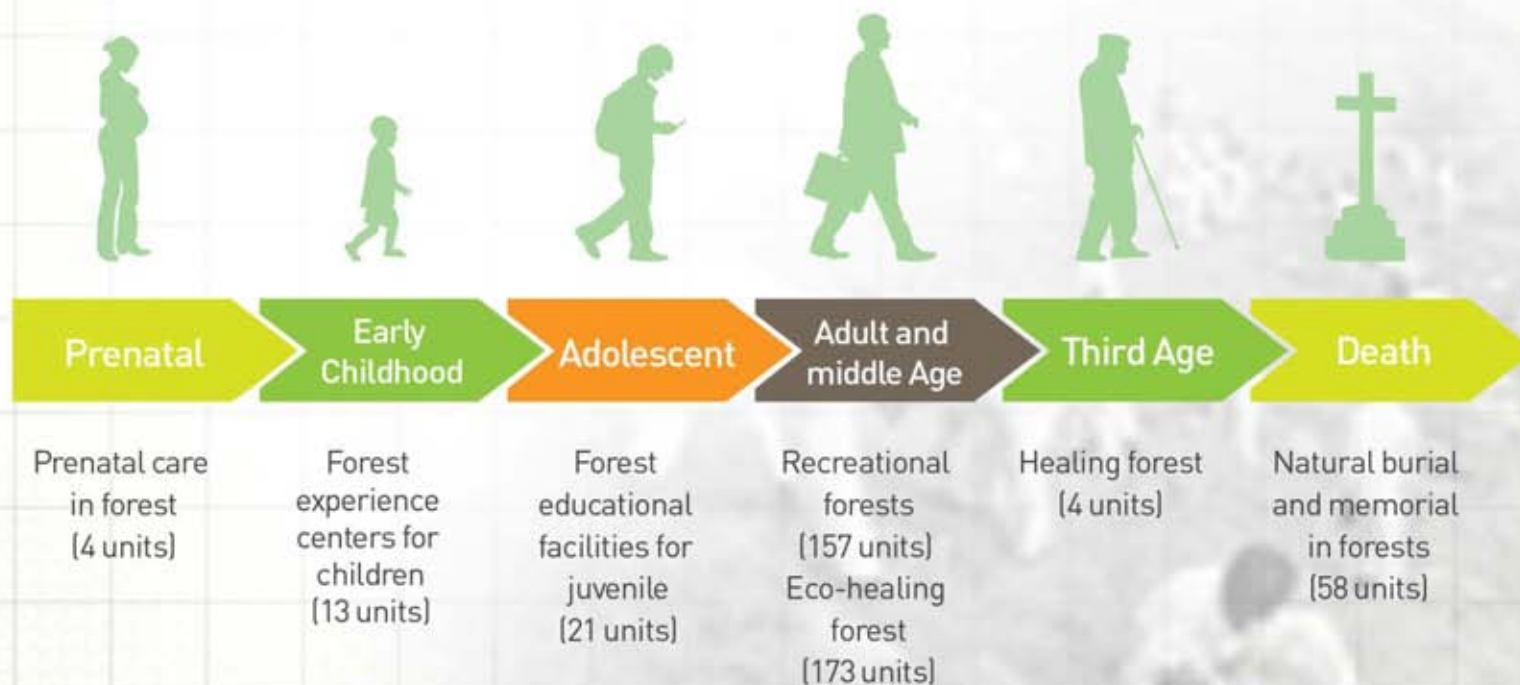 Prenatal
Early
Childhood
Adolescent
Adult and
middle Age
Third Age
Death
Prenatal care
in forest
(4 units)
Forest
experience
centers for
children
(13 units)
Forest
educational
facilities for
juvenile
(21 units)
Recreational
forests
(157 units)
Eco-healing
forest
(173 units)
Healing forest
(4 units)
Natural burial
and memorial
in forests
(58 units)